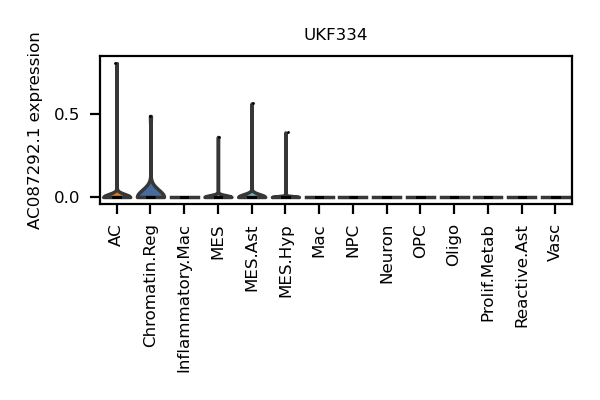 UKF334
AC087292.1 expression
0.5
0.0
AC
Chromatin.Reg
Inflammatory.Mac
MES
MES.Ast
MES.Hyp
Mac
NPC
Neuron
OPC
Oligo
Prolif.Metab
Reactive.Ast
Vasc